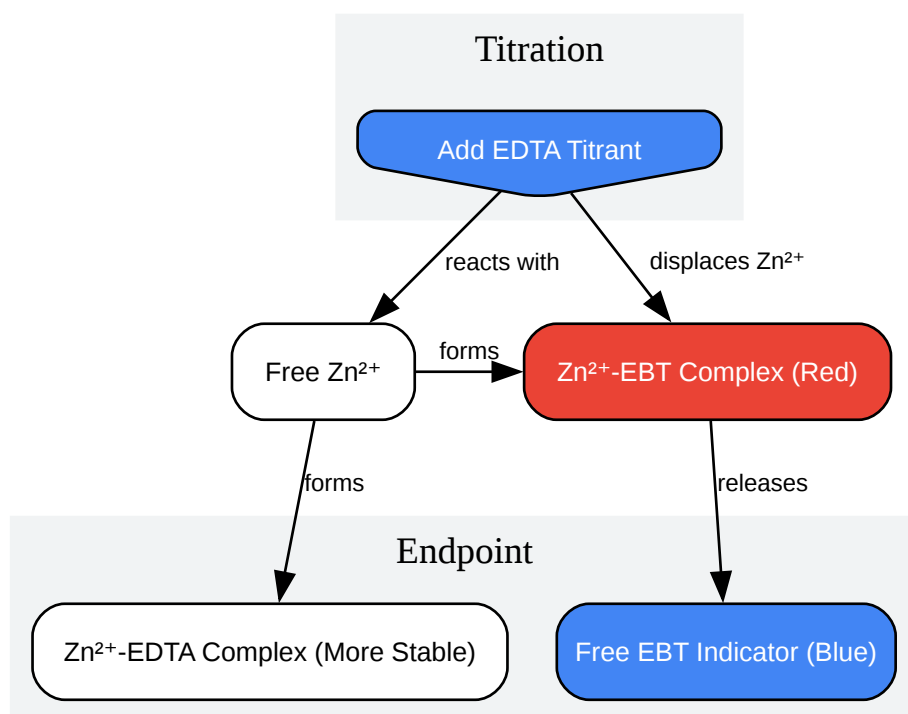 Titration
Add EDTA Titrant
reacts with
displaces Zn²⁺
Free Zn²⁺
forms
Zn²⁺-EBT Complex (Red)
forms
releases
Endpoint
Zn²⁺-EDTA Complex (More Stable)
Free EBT Indicator (Blue)